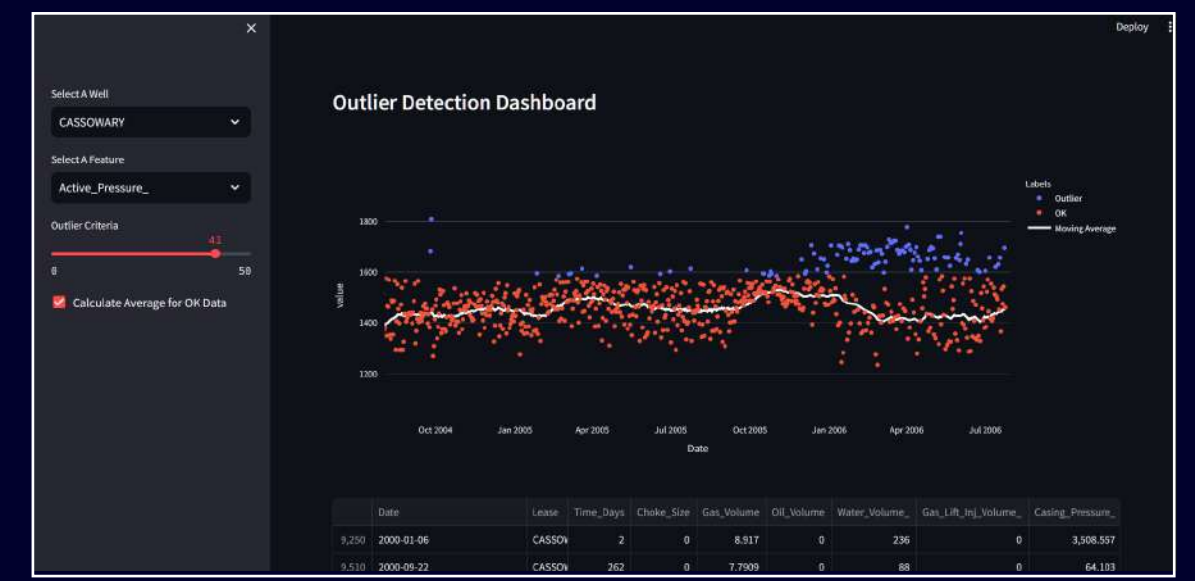 Deploy
Select A Well
CASSOWARY
Select A Feature
Active_Pressure_
Outlier Criteria
43
0 50
Calculate Average for OK Data
Outlier Detection Dashboard
Labels
Outlier
OK
Moving Average
1800
1600
1400
1200
value
Oct 2004 Jan 2005 Apr 2005 Jul 2005 Oct 2005 Jan 2006 Apr 2006 Jul 2006
Date
Date Lease Time_Days Choke_Size Gas_Volume Oil_Volume Water_Volume_ Gas_Lift_Inj_Volume_ Casing_Pressure_
9,250 2000-01-06 CASSOW 2 0 8.917 0 236 0 3,508.557
9,510 2000-09-22 CASSOW 262 0 7.7909 0 88 0 64.103